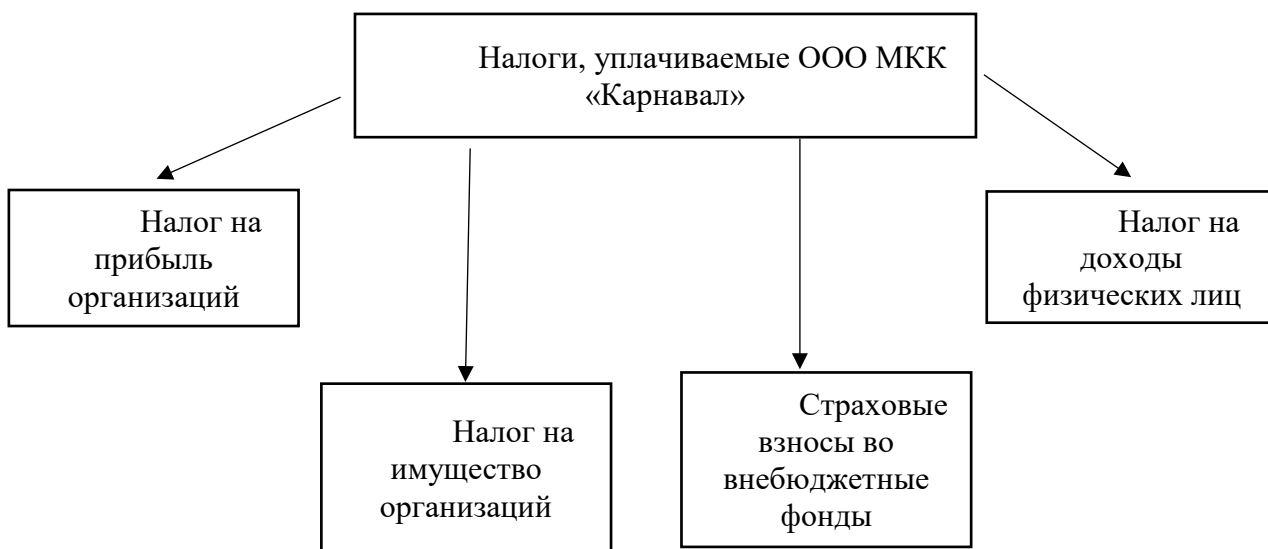 Налоги, уплачиваемые ООО МКК
«Карнавал»
Налог на
прибыль
организаций
Налог на
имущество
организаций
Страховые
взносы во
внебюджетные
фонды
Налог на
доходы
физических лиц